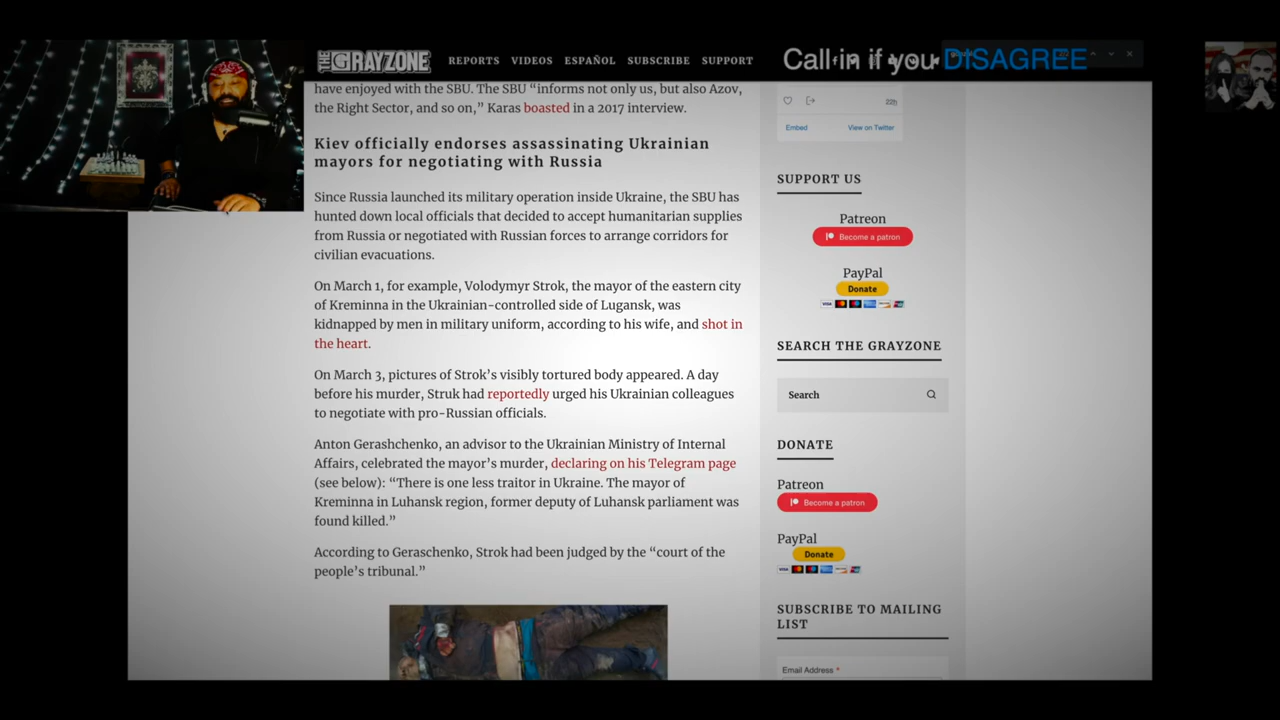 THE GRAYZONE
REPORTS VIDEOS ESPAÑOL SUBSCRIBE SUPPORT
Call in if you DISAGREE
have enjoyed with the SBU. The SBU “informs not only us, but also Azov,
the Right Sector, and so on,” Karas boasted in a 2017 interview.
Kiev officially endorses assassinating Ukrainian
mayors for negotiating with Russia
Since Russia launched its military operation inside Ukraine, the SBU has
hunted down local officials that decided to accept humanitarian supplies
from Russia or negotiated with Russian forces to arrange corridors for
civilian evacuations.
On March 1, for example, Volodymyr Strok, the mayor of the eastern city
of Kreminna in the Ukrainian-controlled side of Lugansk, was
kidnapped by men in military uniform, according to his wife, and shot in
the heart.
On March 3, pictures of Strok’s visibly tortured body appeared. A day
before his murder, Struk had reportedly urged his Ukrainian colleagues
to negotiate with pro-Russian officials.
Anton Gerashchenko, an advisor to the Ukrainian Ministry of Internal
Affairs, celebrated the mayor’s murder, declaring on his Telegram page
(see below): “There is one less traitor in Ukraine. The mayor of
Kreminna in Luhansk region, former deputy of Luhansk parliament was
found killed.”
According to Geraschenko, Strok had been judged by the “court of the
people’s tribunal.”
22h
Embed View on Twitter
SUPPORT US
Patreon
Become a patron
PayPal
Donate
VISA
SEARCH THE GRAYZONE
Search
DONATE
Patreon
Become a patron
PayPal
Donate
VISA
SUBSCRIBE TO MAILING
LIST
Email Address *